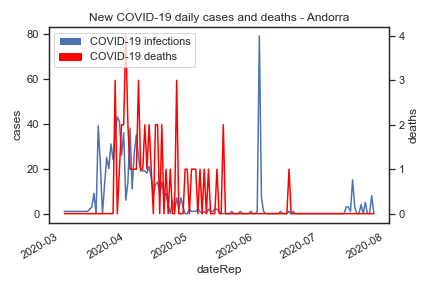 New COVID-19 daily cases and deaths - Andorra
COVID-19 infections
COVID-19 deaths
80
60
40
20
0
cases
4
3
2
1
0
deaths
2020-03
2020-04
2020-05
2020-06
2020-07
2020-08
dateRep